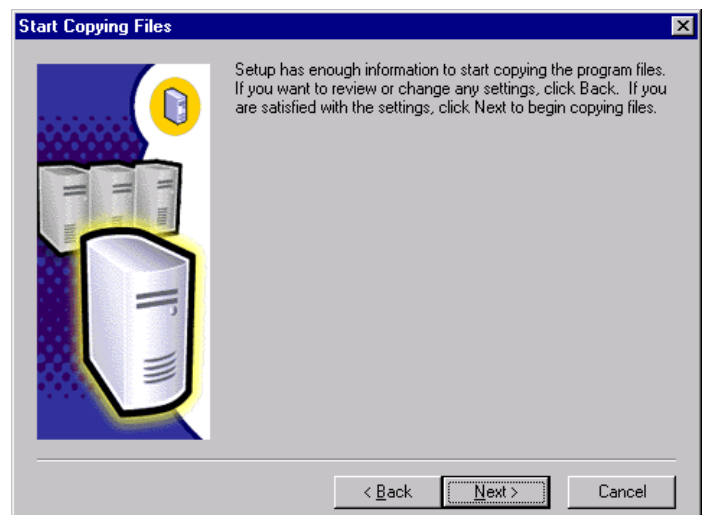 Start Copying Files
Setup has enough information to start copying the program files.
If you want to review or change any settings, click Back.  If you
are satisfied with the settings, click Next to begin copying files.
< Back
Next >
Cancel